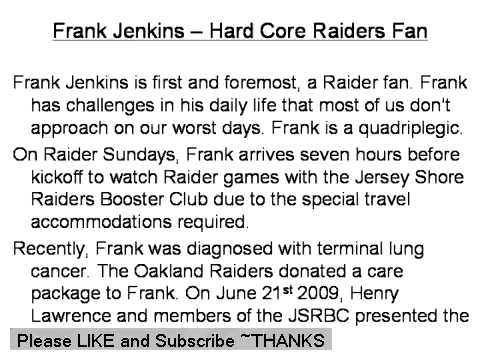 Frank Jenkins – Hard Core Raiders Fan
Frank Jenkins is first and foremost, a Raider fan. Frank
has challenges in his daily life that most of us don't
approach on our worst days. Frank is a quadriplegic.
On Raider Sundays, Frank arrives seven hours before
kickoff to watch Raider games with the Jersey Shore
Raiders Booster Club due to the special travel
accommodations required.
Recently, Frank was diagnosed with terminal lung
cancer. The Oakland Raiders donated a care
package to Frank. On June 21st 2009, Henry
Lawrence and members of the JSRBC presented the
Please LIKE and Subscribe ~THANKS